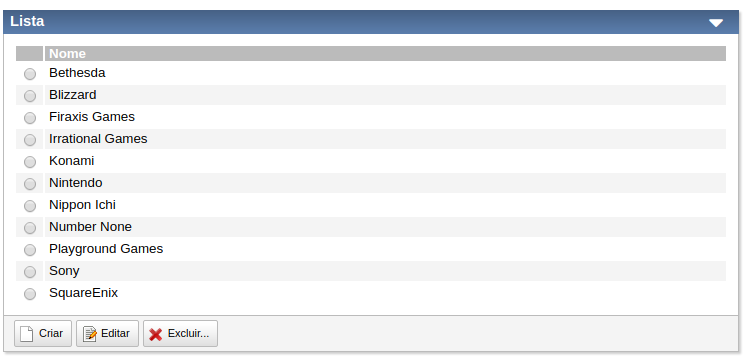 Lista
Nome
Bethesda
Blizzard
Firaxis Games
Irrational Games
Konami
Nintendo
Nippon Ichi
Number None
Playground Games
Sony
SquareEnix
Criar Editar Excluir...